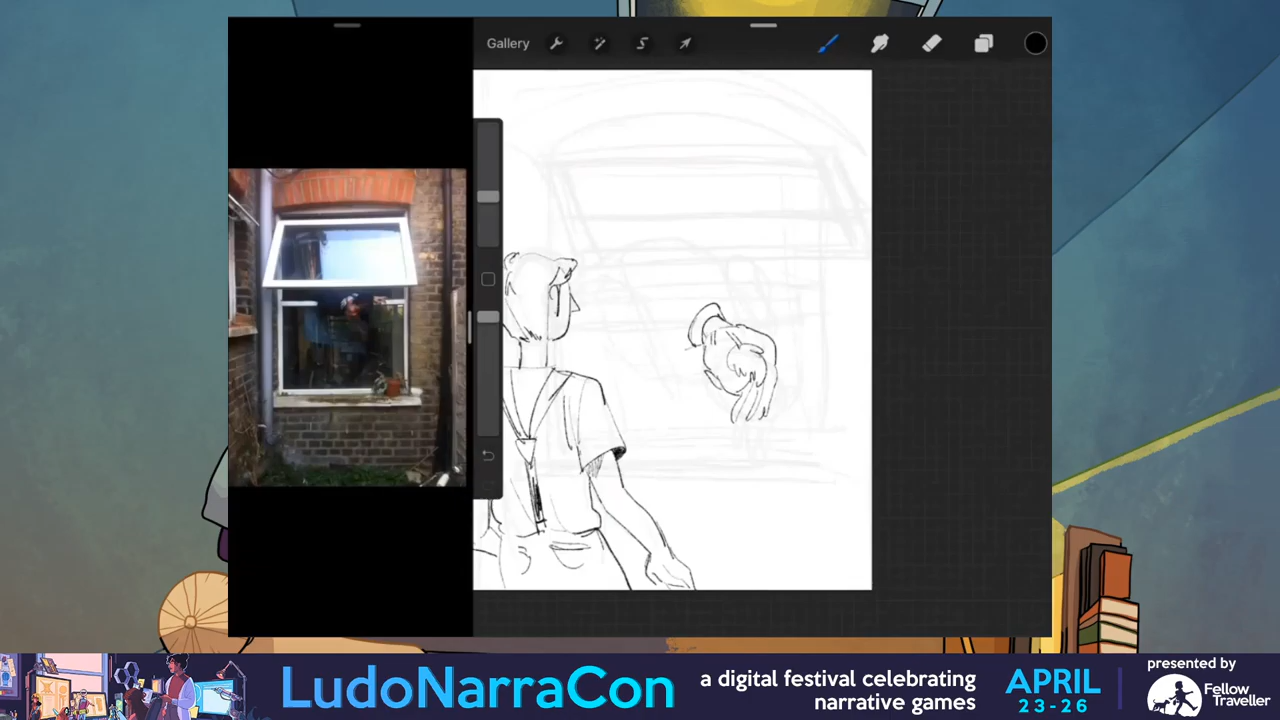 Gallery
LudoNarraCon
a digital festival celebrating
narrative games
APRIL
23-26
presented by
Fellow
Traveller